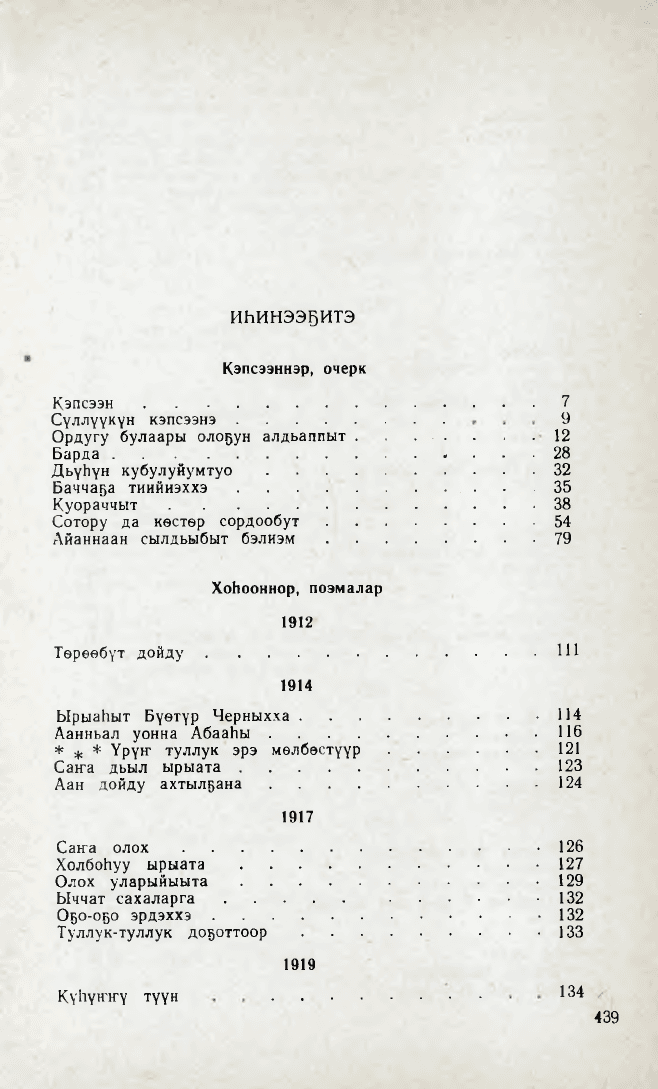 ИҺИНЭЭҔИТЭ
Кэпсээннэр, очерк
Кэпсээн . . . . . . . . . . . . . . 7
Сүллүүкүн кэпсээнэ . . . . . . . . . . . 9
Ордугу булаары олоҕун алдьаппыт . . . . . . . 12
Барда . . . . . . . . . . . . . . . 28
Дьүһүн кубулуйумтуо . . . . . . . . . . 32
Баччаҕа тиийиэххэ . . . . . . . . . . . 35
Куораччыт . . . . . . . . . . . . . 38
Сотору да көстөр сордообут . . . . . . . . 54
Айаннаан сылдьыбыт бэлиэм . . . . . . . . 79
Хоһооннор, поэмалар
1912
Төрөөбүт дойду . . . . . . . . . . . . 111
1914
Ырыаһыт Бүөтүр Черныхха . . . . . . . . . 114
Аанньал уонна Абааһы . . . . . . . . . . 116
* * * Үрүҥ туллук эрэ мөлбөстүүр . . . . . . 121
Саҥа дьыл ырыата . . . . . . . . . . . 123
Аан дойду ахтылҕана . . . . . . . . . . 124
1917
Саҥа олох . . . . . . . . . . . . . 126
Холбоһуу ырыата . . . . . . . . . . . 127
Олох уларыйыыта . . . . . . . . . . . 129
Ыччат сахаларга . . . . . . . . . . . 132
Оҕо-оҕо эрдэххэ . . . . . . . . . . . . 132
Туллук-туллук доҕоттоор . . . . . . . . . 133
1919
Күһүҥҥү түүн . . . . . . . . . . . . 134
439